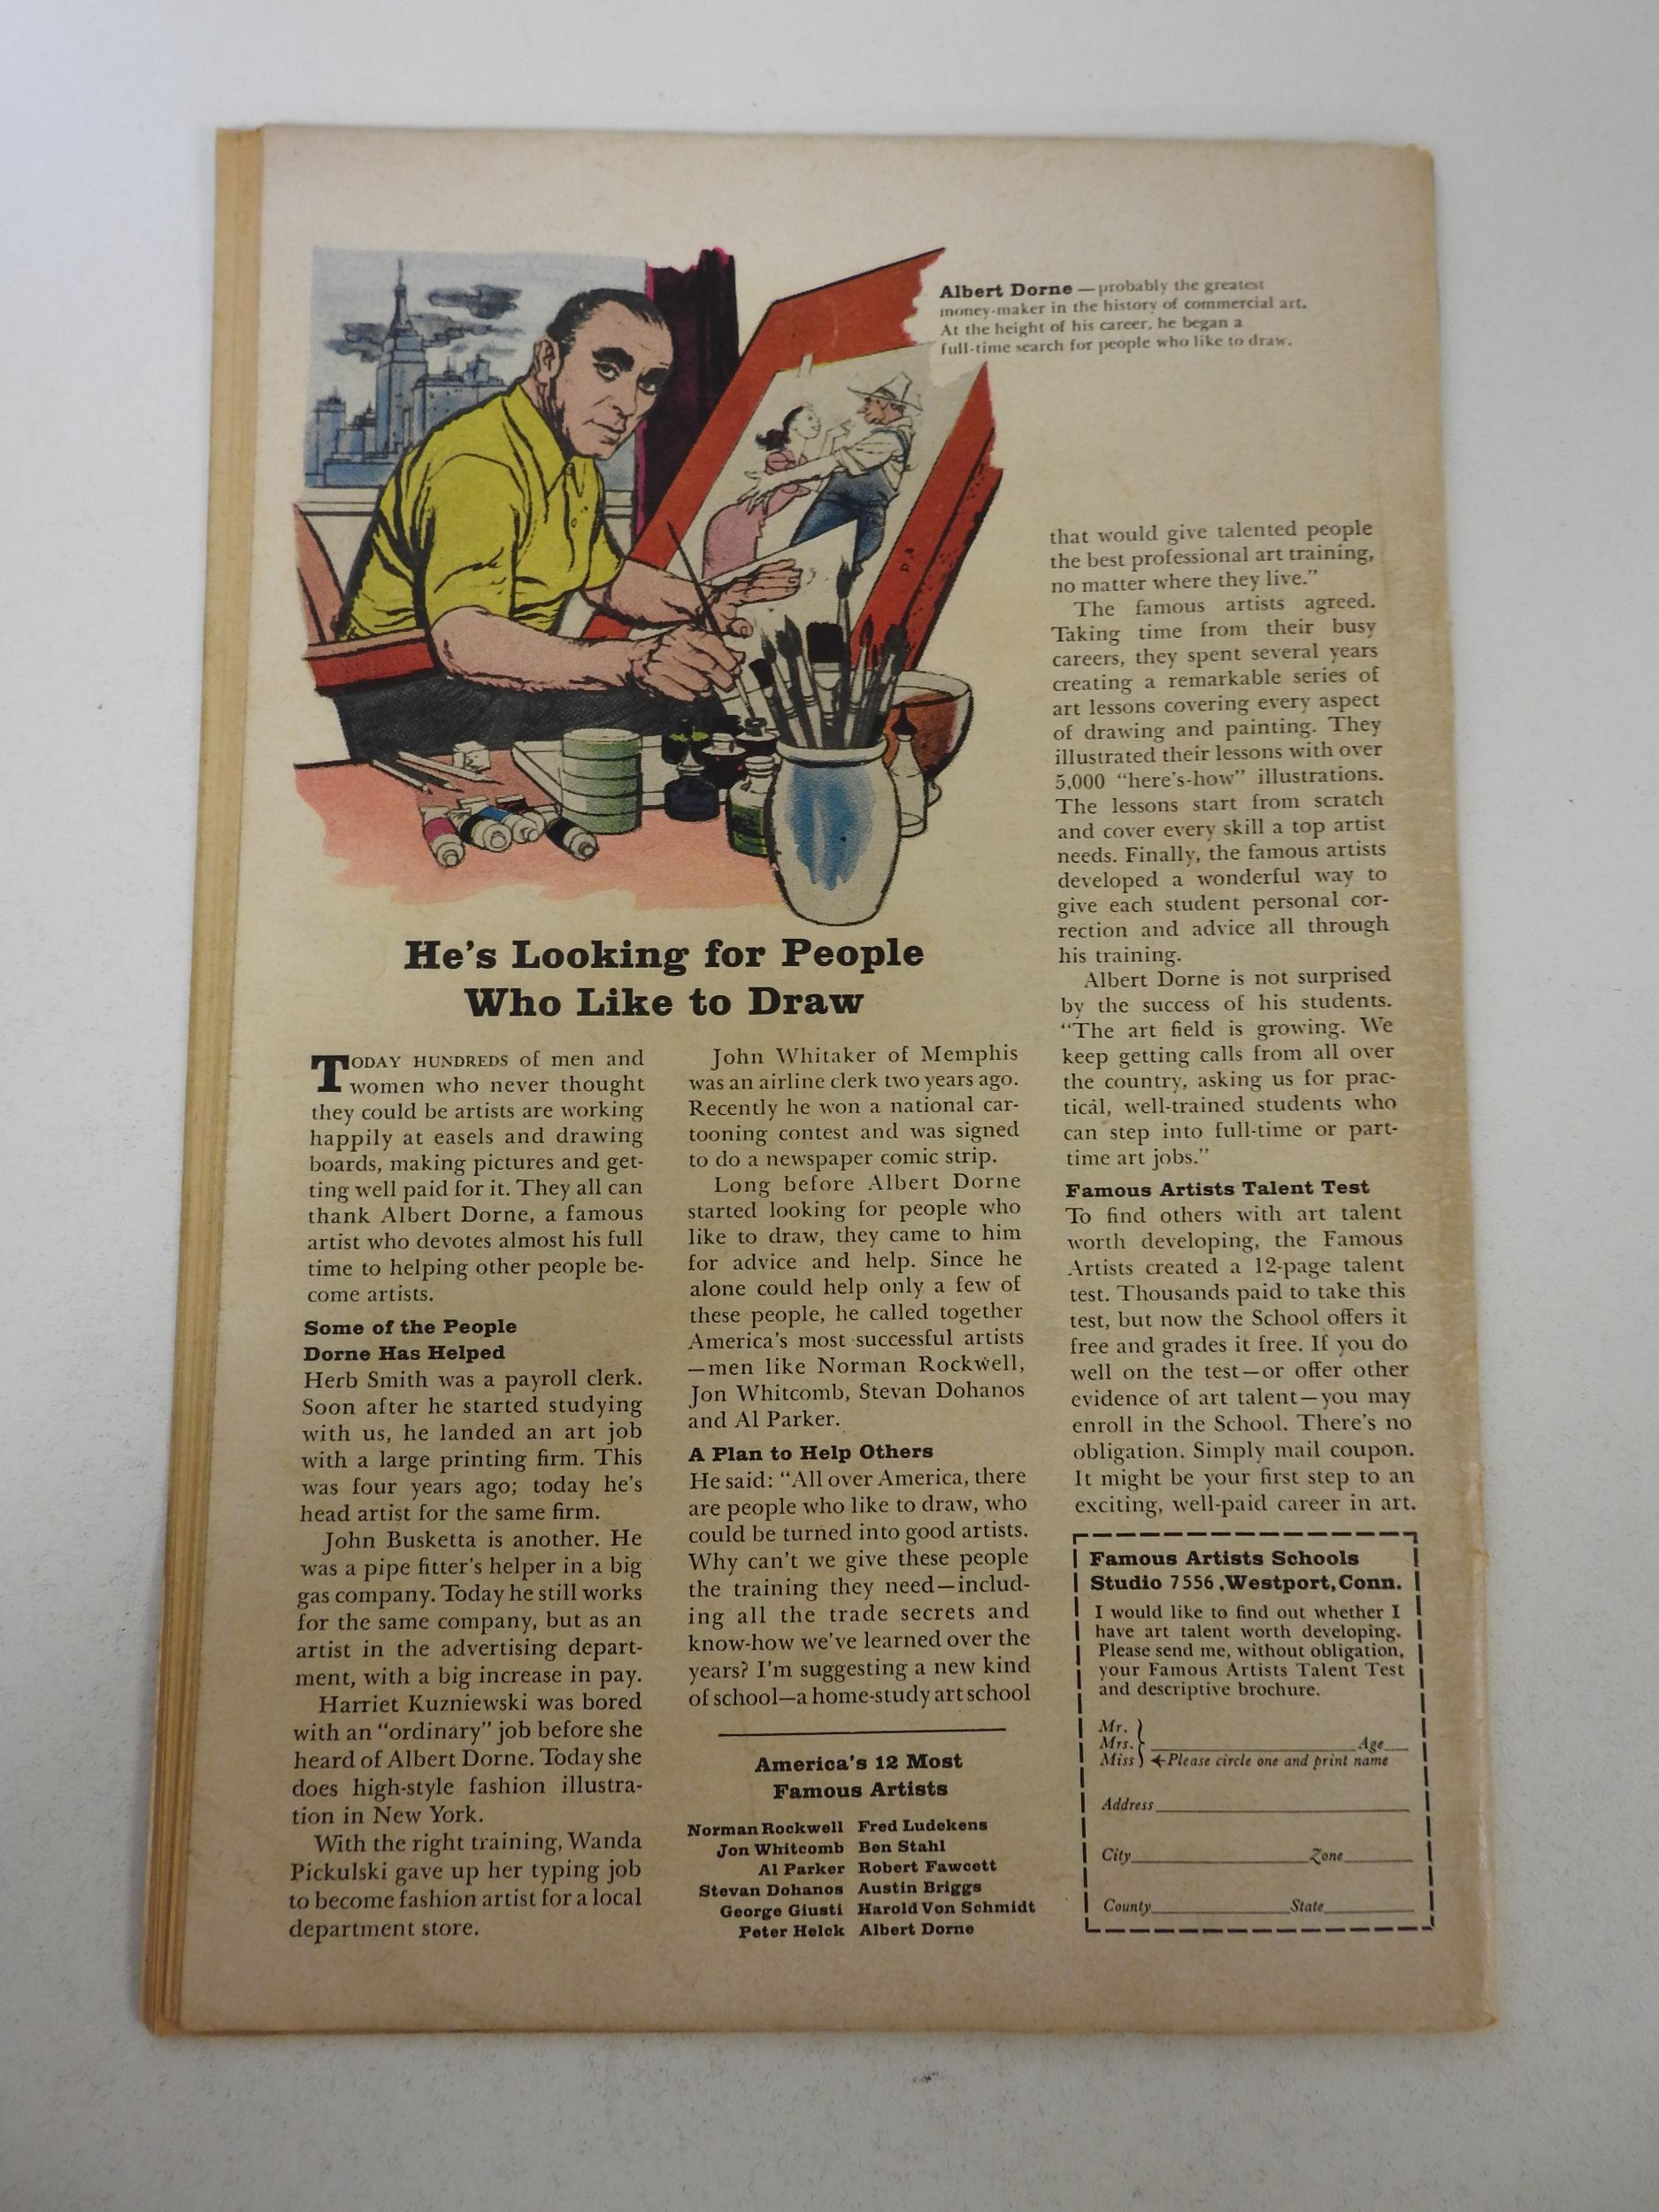 Albert Dorne — probably the greatest
money-maker in the history of commercial art.
At the height of his career, he began a
full-time search for people who like to draw.
He's Looking for People
Who Like to Draw
TODAY HUNDREDS of men and
women who never thought
they could be artists are working
happily at easels and drawing
boards, making pictures and get-
ting well paid for it. They all can
thank Albert Dorne, a famous
artist who devotes almost his full
time to helping other people be-
come artists.
Some of the People
Dorne Has Helped
Herb Smith was a payroll clerk.
Soon after he started studying
with us, he landed an art job
with a large printing firm. This
was four years ago; today he's
head artist for the same firm.
John Busketta is another. He
was a pipe fitter's helper in a big
gas company. Today he still works
for the same company, but as an
artist in the advertising depart-
ment, with a big increase in pay.
Harriet Kuzniewski was bored
with an "ordinary" job before she
heard of Albert Dorne. Today she
does high-style fashion illustra-
tion in New York.
With the right training, Wanda
Pickulski gave up her typing job
to become fashion artist for a local
department store.
John Whitaker of Memphis
was an airline clerk two years ago.
Recently he won a national car-
tooning contest and was signed
to do a newspaper comic strip.
Long before Albert Dorne
started looking for people who
like to draw, they came to him
for advice and help. Since he
alone could help only a few of
these people, he called together
America's most successful artists
—men like Norman Rockwell,
Jon Whitcomb, Stevan Dohanos
and Al Parker.
A Plan to Help Others
He said: "All over America, there
are people who like to draw, who
could be turned into good artists.
Why can't we give these people
the training they need—includ-
ing all the trade secrets and
know-how we've learned over the
years? I'm suggesting a new kind
of school—a home-study art school
America's 12 Most
Famous Artists
Norman Rockwell Fred Ludekens
Jon Whitcomb Ben Stahl
Al Parker Robert Fawcett
Stevan Dohanos Austin Briggs
George Giusti Harold Von Schmidt
Peter Helck Albert Dorne
that would give talented people
the best professional art training,
no matter where they live."
The famous artists agreed.
Taking time from their busy
careers, they spent several years
creating a remarkable series of
art lessons covering every aspect
of drawing and painting. They
illustrated their lessons with over
5,000 "here's-how" illustrations.
The lessons start from scratch
and cover every skill a top artist
needs. Finally, the famous artists
developed a wonderful way to
give each student personal cor-
rection and advice all through
his training.
Albert Dorne is not surprised
by the success of his students.
"The art field is growing. We
keep getting calls from all over
the country, asking us for prac-
tical, well-trained students who
can step into full-time or part-
time art jobs."
Famous Artists Talent Test
To find others with art talent
worth developing, the Famous
Artists created a 12-page talent
test. Thousands paid to take this
test, but now the School offers it
free and grades it free. If you do
well on the test—or offer other
evidence of art talent—you may
enroll in the School. There's no
obligation. Simply mail coupon.
It might be your first step to an
exciting, well-paid career in art.
Famous Artists Schools
Studio 7556, Westport, Conn.
I would like to find out whether I
have art talent worth developing.
Please send me, without obligation,
your Famous Artists Talent Test
and descriptive brochure.
Mr.
Mrs. Age
Miss ←Please circle one and print name
Address
City Zone
County State